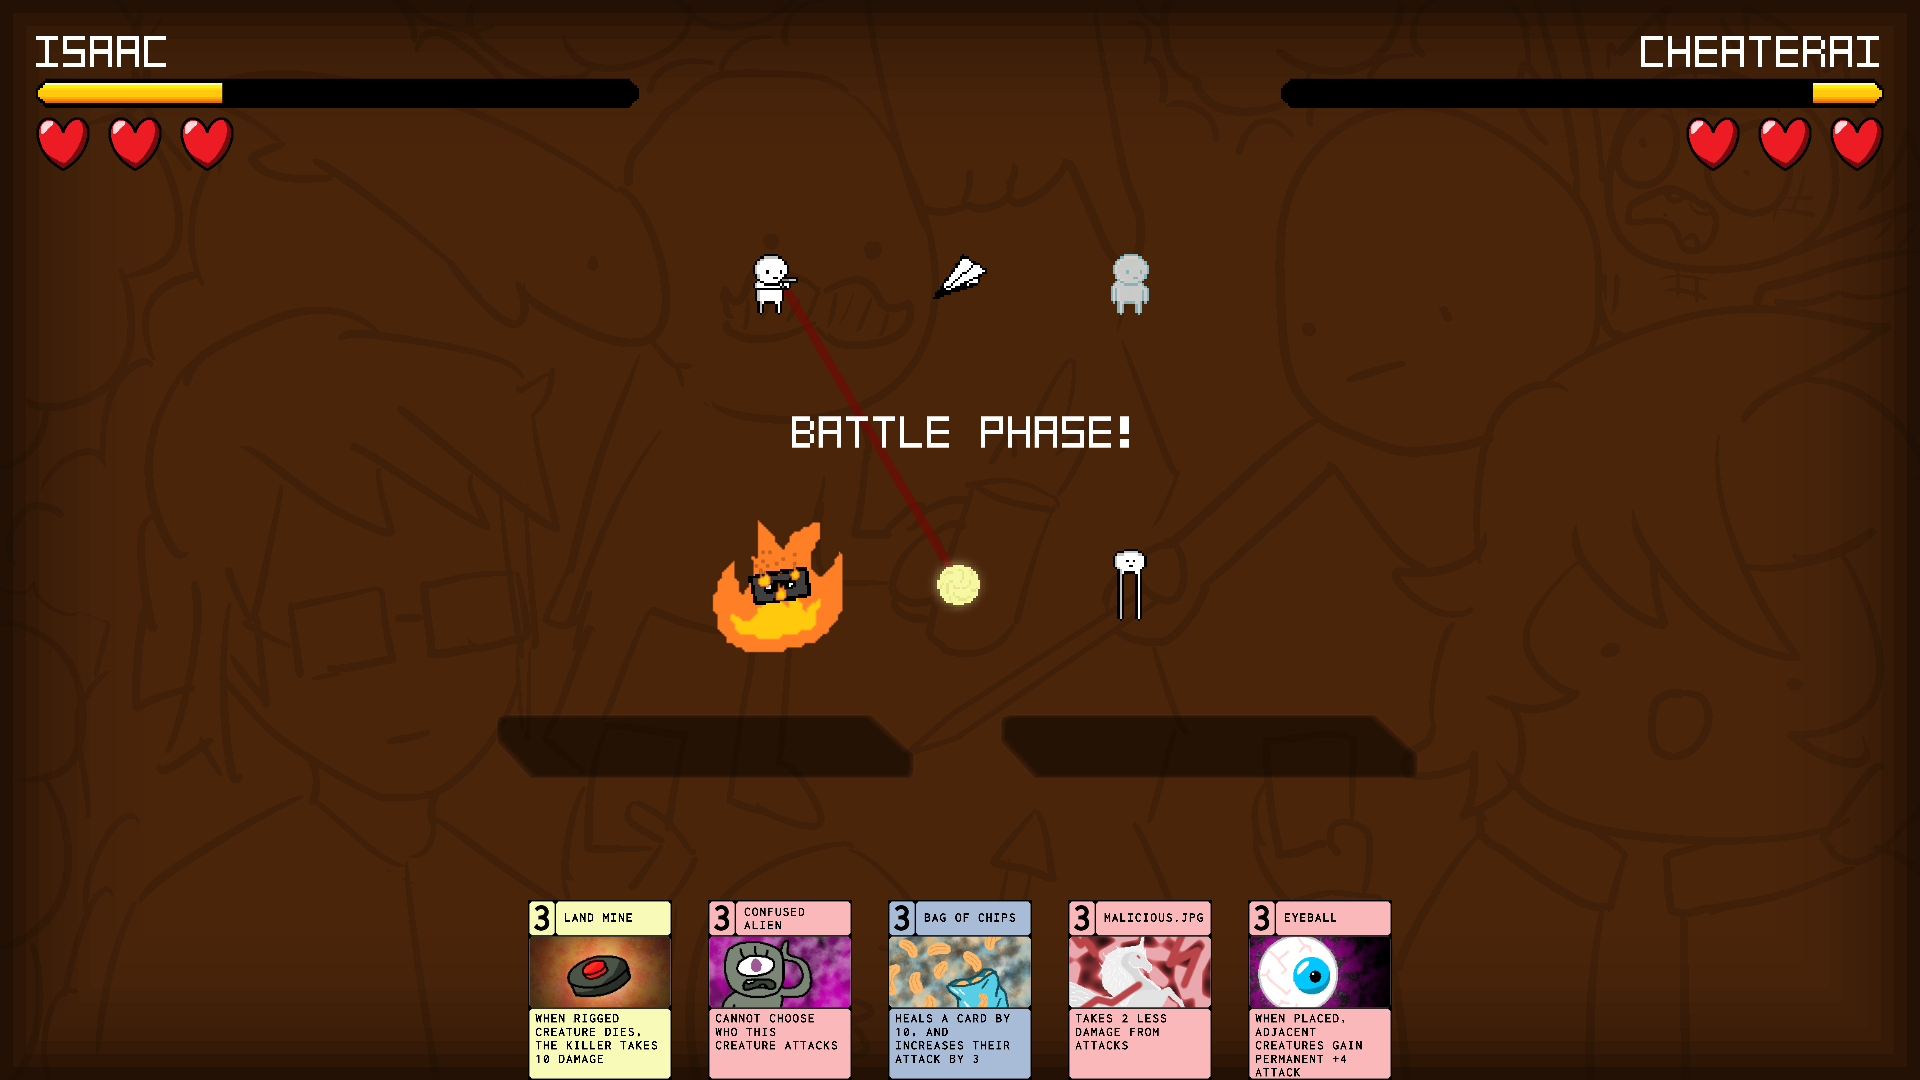 ISAAC
CHEATERAI
BATTLE PHASE!
3 LAND MINE
WHEN RIGGED
CREATURE DIES,
THE KILLER TAKES
10 DAMAGE
3 CONFUSED
ALIEN
CANNOT CHOOSE
WHO THIS
CREATURE ATTACKS
3 BAG OF CHIPS
HEALS A CARD BY
10, AND
INCREASES THEIR
ATTACK BY 3
3 MALICIOUS.JPG
TAKES 2 LESS
DAMAGE FROM
ATTACKS
3 EYEBALL
WHEN PLACED,
ADJACENT
CREATURES GAIN
PERMANENT +4
ATTACK